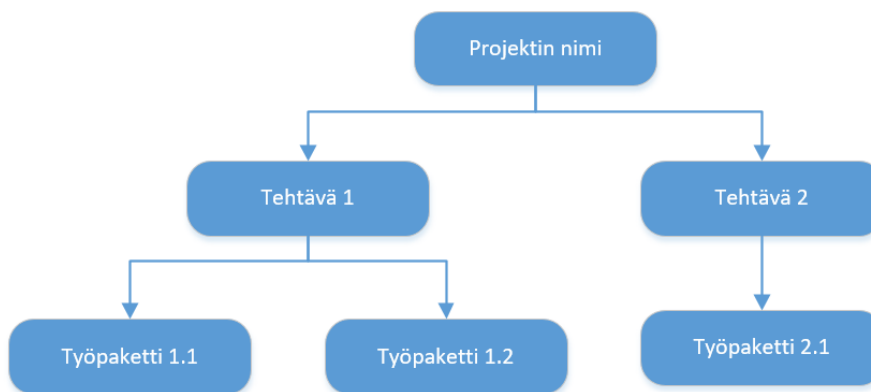 Projektin nimi
Tehtävä 1
Tehtävä 2
Työpaketti 1.1
Työpaketti 1.2
Työpaketti 2.1